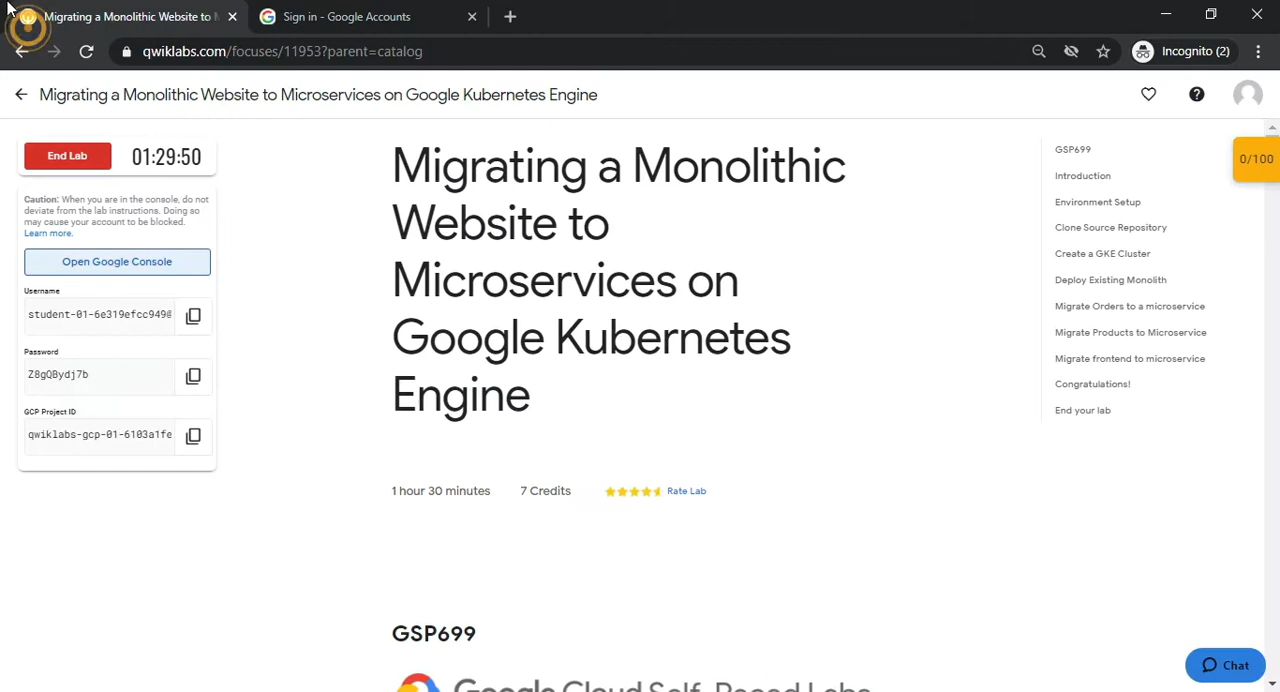 Migrating a Monolithic Website to M
Sign in - Google Accounts
qwiklabs.com/focuses/11953?parent=catalog
Incognito (2)
Migrating a Monolithic Website to Microservices on Google Kubernetes Engine
End Lab
01:29:50
Caution: When you are in the console, do not
deviate from the lab instructions. Doing so
may cause your account to be blocked.
Learn more.
Open Google Console
Username
student-01-6e319efcc949@
Password
Z8gQBydj7b
GCP Project ID
qwiklabs-gcp-01-6103a1fe
Migrating a Monolithic
Website to
Microservices on
Google Kubernetes
Engine
1 hour 30 minutes
7 Credits
Rate Lab
GSP699
Google Cloud Self-Paced Labs
GSP699
Introduction
Environment Setup
Clone Source Repository
Create a GKE Cluster
Deploy Existing Monolith
Migrate Orders to a microservice
Migrate Products to Microservice
Migrate frontend to microservice
Congratulations!
End your lab
0/100
Chat